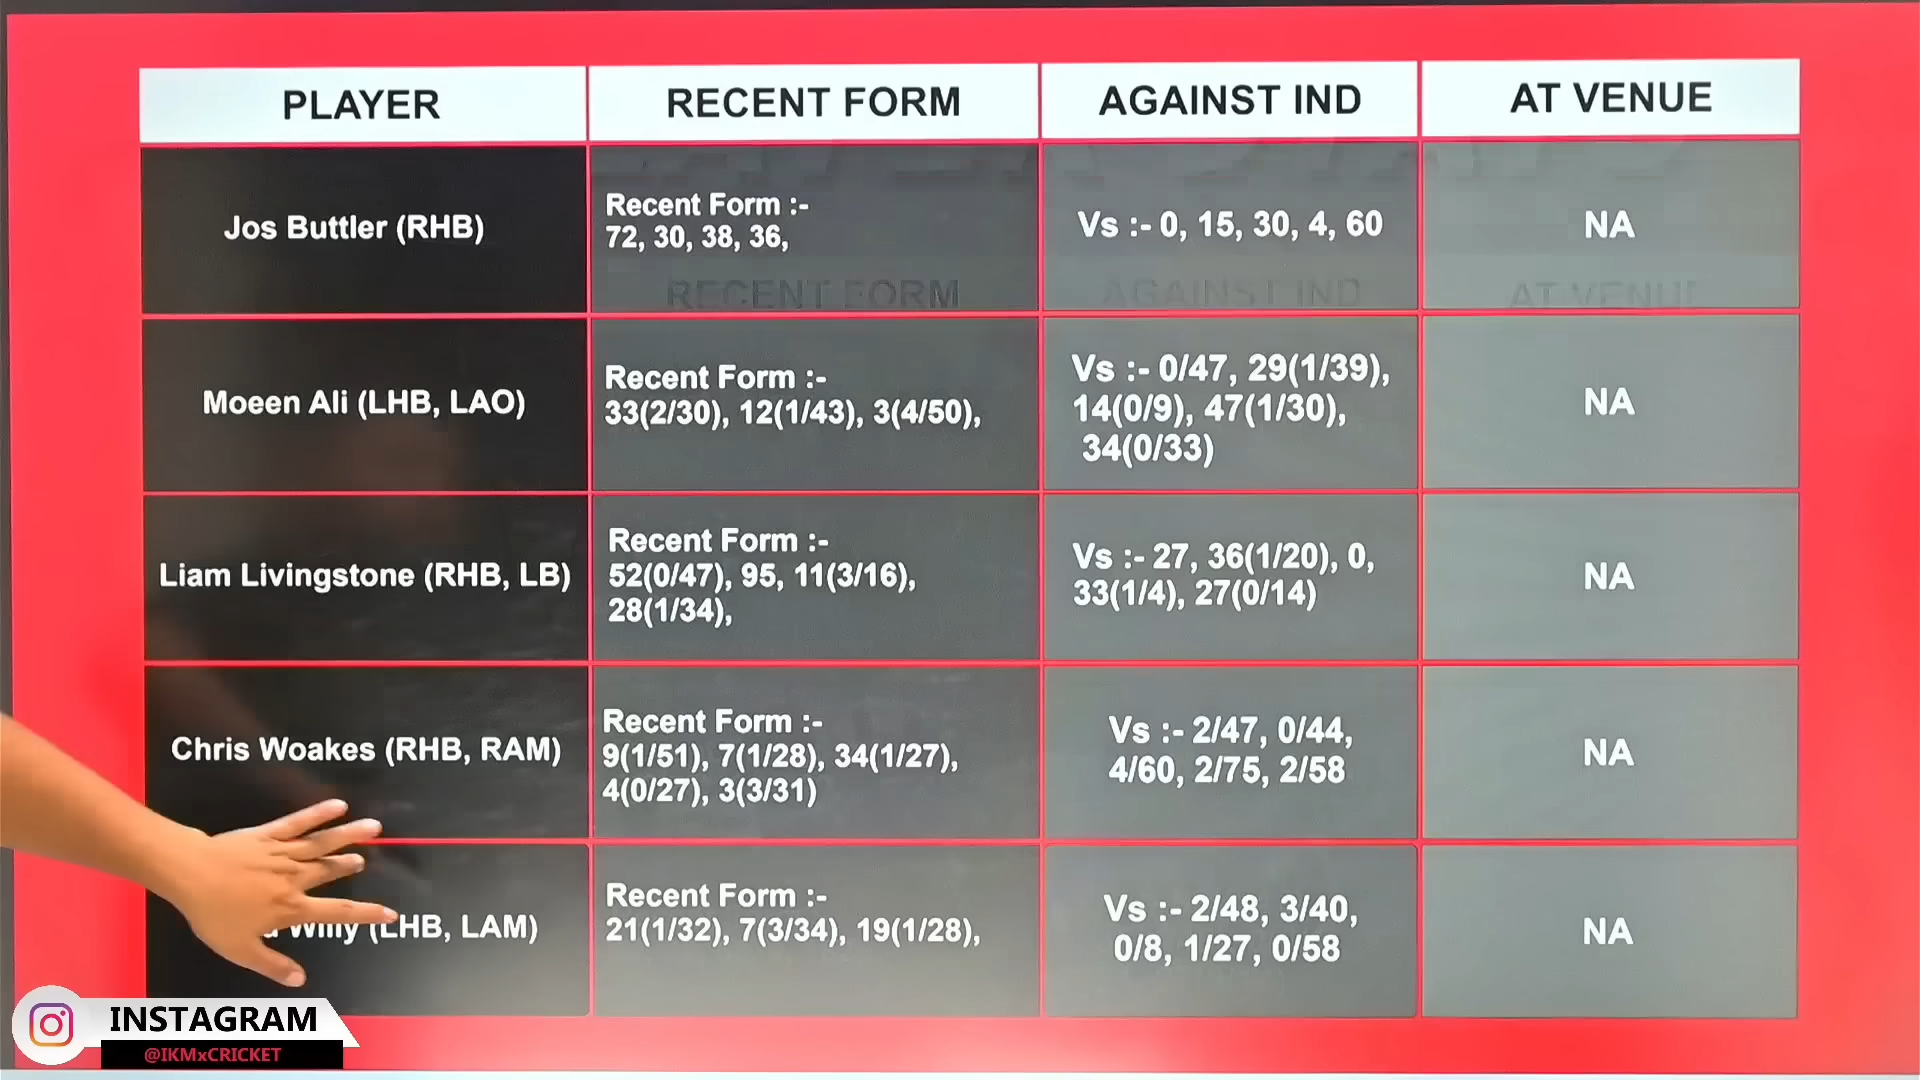 PLAYER
RECENT FORM
AGAINST IND
AT VENUE
Jos Buttler (RHB)
Recent Form :-
72, 30, 38, 36,
Vs :- 0, 15, 30, 4, 60
NA
RECENT FORM
AGAINST IND
AT VENUE
Moeen Ali (LHB, LAO)
Recent Form :-
33(2/30), 12(1/43), 3(4/50),
Vs :- 0/47, 29(1/39),
14(0/9), 47(1/30),
34(0/33)
NA
Liam Livingstone (RHB, LB)
Recent Form :-
52(0/47), 95, 11(3/16),
28(1/34),
Vs :- 27, 36(1/20), 0,
33(1/4), 27(0/14)
NA
Chris Woakes (RHB, RAM)
Recent Form :-
9(1/51), 7(1/28), 34(1/27),
4(0/27), 3(3/31)
Vs :- 2/47, 0/44,
4/60, 2/75, 2/58
NA
Willy (LHB, LAM)
Recent Form :-
21(1/32), 7(3/34), 19(1/28),
Vs :- 2/48, 3/40,
0/8, 1/27, 0/58
NA
INSTAGRAM
@IKMxCRICKET